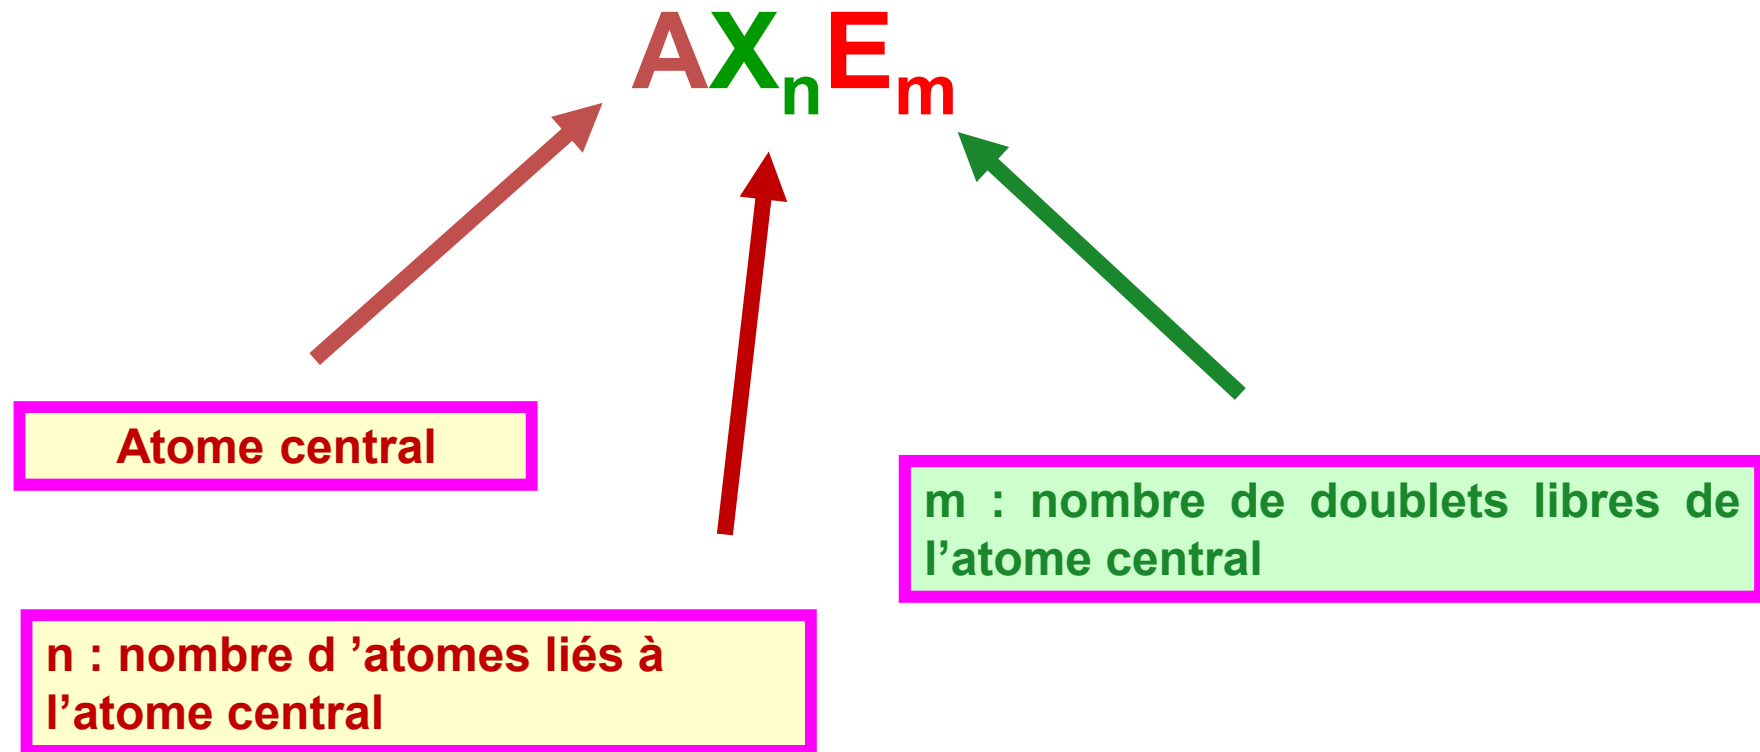 AXnEm
Atome central
m : nombre de doublets libres de
l’atome central
n : nombre d ’atomes liés à
l’atome central